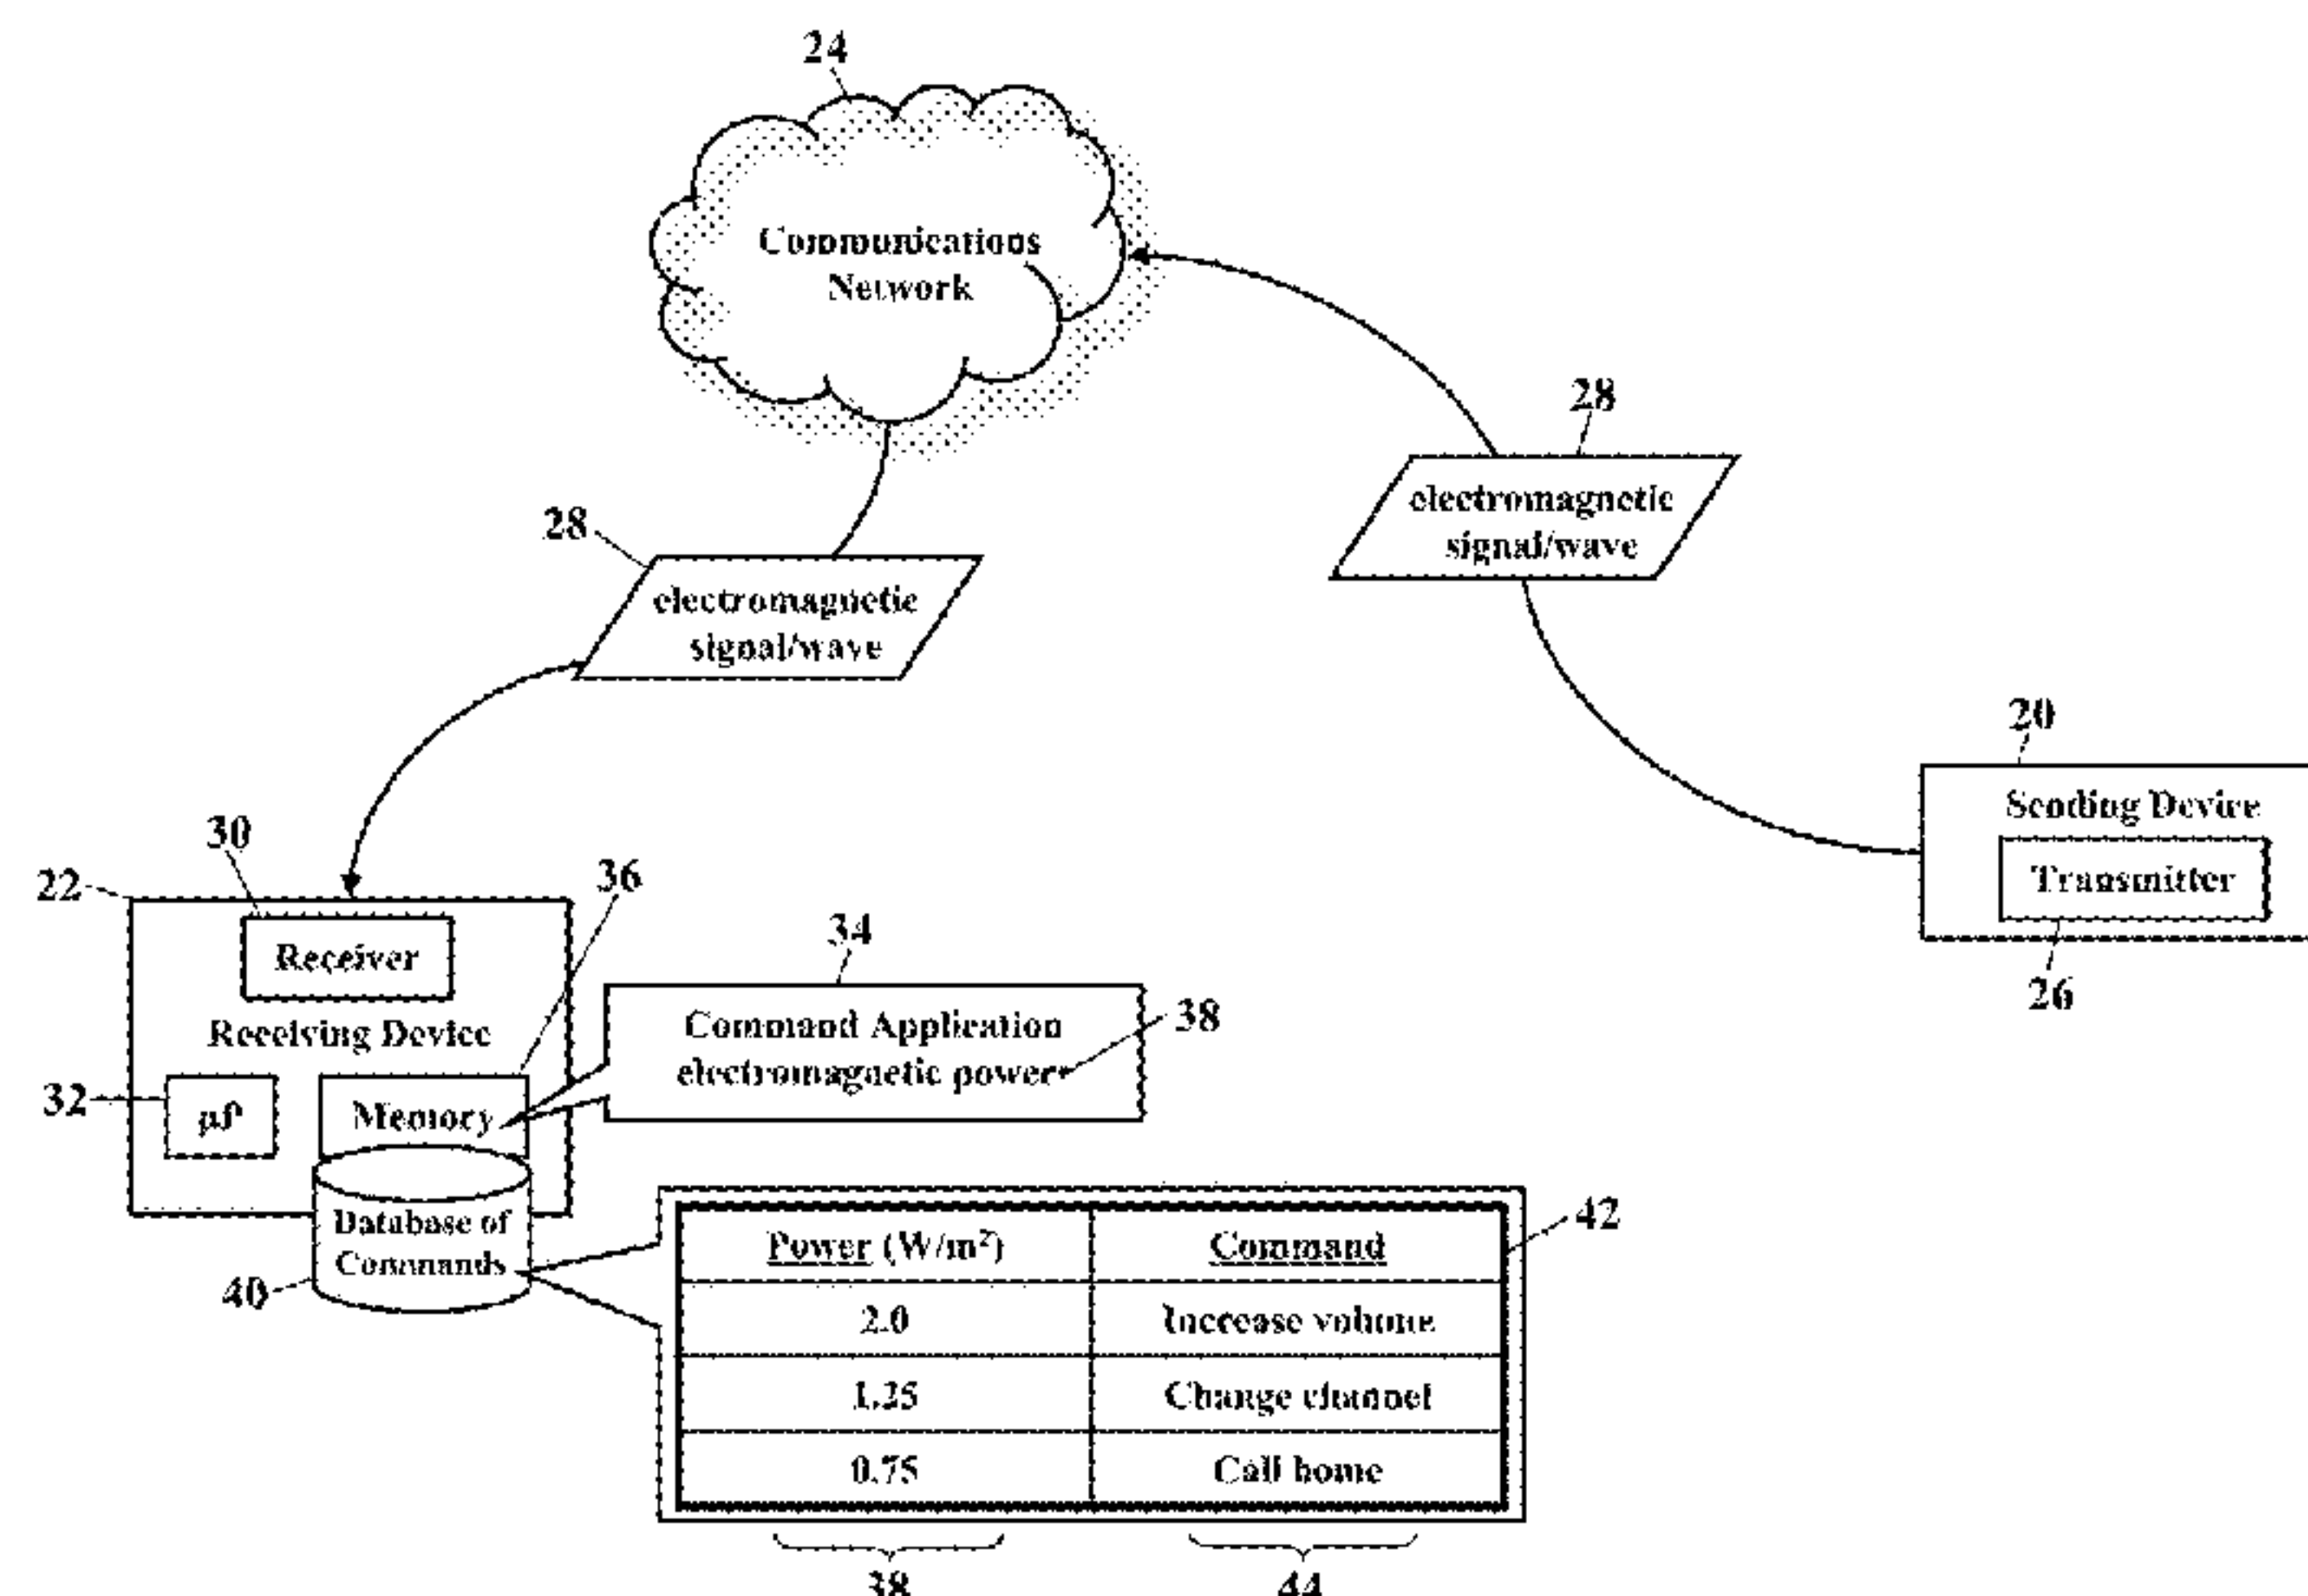 24
Communications
Network
28
electromagnetic
signal/wave
28
electromagnetic
signal/wave
20
Sending Device
Transmitter
26
30
22
36
Receiver
Receiving Device
34
Command Application
electromagnetic power
38
32
μP
Memory
Database of
Commands
40
42
Power (W/m²) Command
2.0 Increase volume
1.25 Change channel
0.75 Call home
38 44